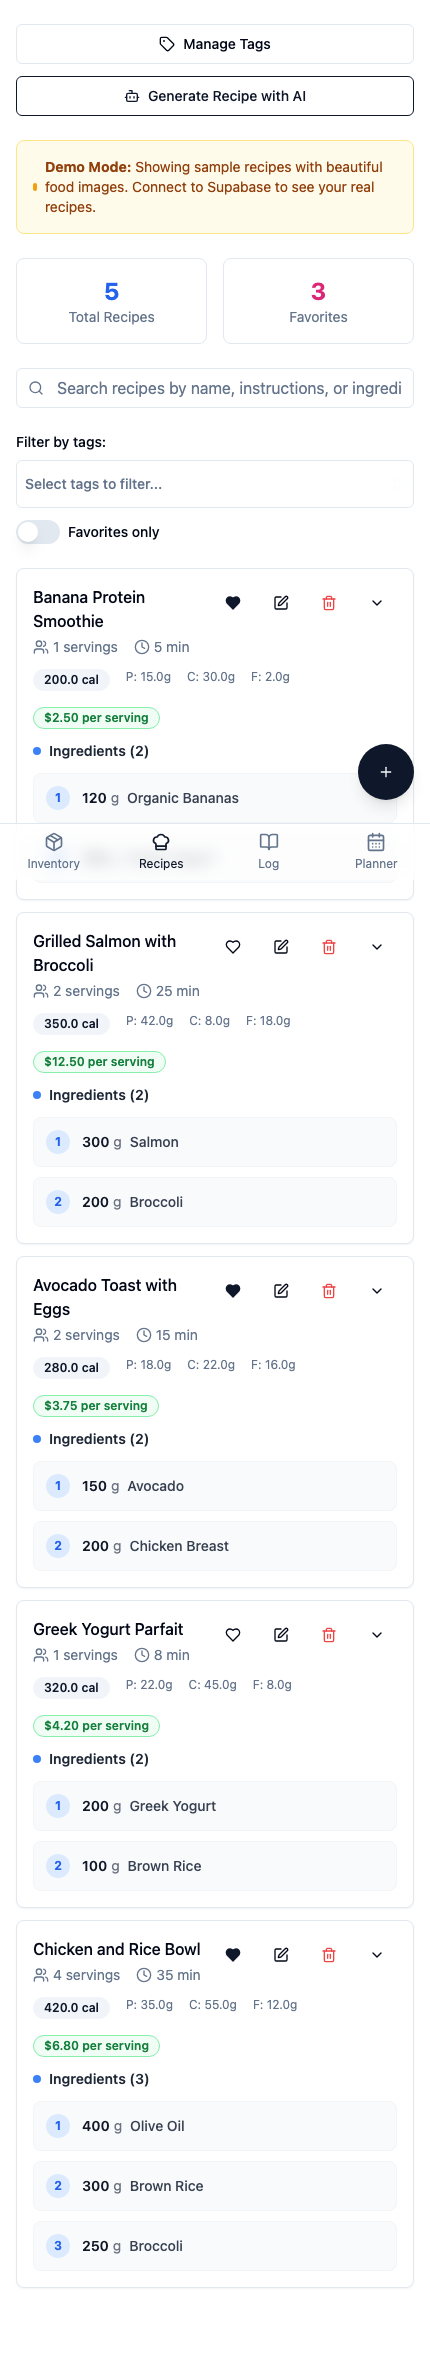 Manage Tags
Generate Recipe with AI
Demo Mode: Showing sample recipes with beautiful
food images. Connect to Supabase to see your real
recipes.
5
Total Recipes
3
Favorites
Search recipes by name, instructions, or ingredi
Filter by tags:
Select tags to filter...
Favorites only
Banana Protein
Smoothie
1 servings 5 min
200.0 cal P: 15.0g C: 30.0g F: 2.0g
$2.50 per serving
Ingredients (2)
1 120 g Organic Bananas
Inventory Recipes Log Planner
Grilled Salmon with
Broccoli
2 servings 25 min
350.0 cal P: 42.0g C: 8.0g F: 18.0g
$12.50 per serving
Ingredients (2)
1 300 g Salmon
2 200 g Broccoli
Avocado Toast with
Eggs
2 servings 15 min
280.0 cal P: 18.0g C: 22.0g F: 16.0g
$3.75 per serving
Ingredients (2)
1 150 g Avocado
2 200 g Chicken Breast
Greek Yogurt Parfait
1 servings 8 min
320.0 cal P: 22.0g C: 45.0g F: 8.0g
$4.20 per serving
Ingredients (2)
1 200 g Greek Yogurt
2 100 g Brown Rice
Chicken and Rice Bowl
4 servings 35 min
420.0 cal P: 35.0g C: 55.0g F: 12.0g
$6.80 per serving
Ingredients (3)
1 400 g Olive Oil
2 300 g Brown Rice
3 250 g Broccoli